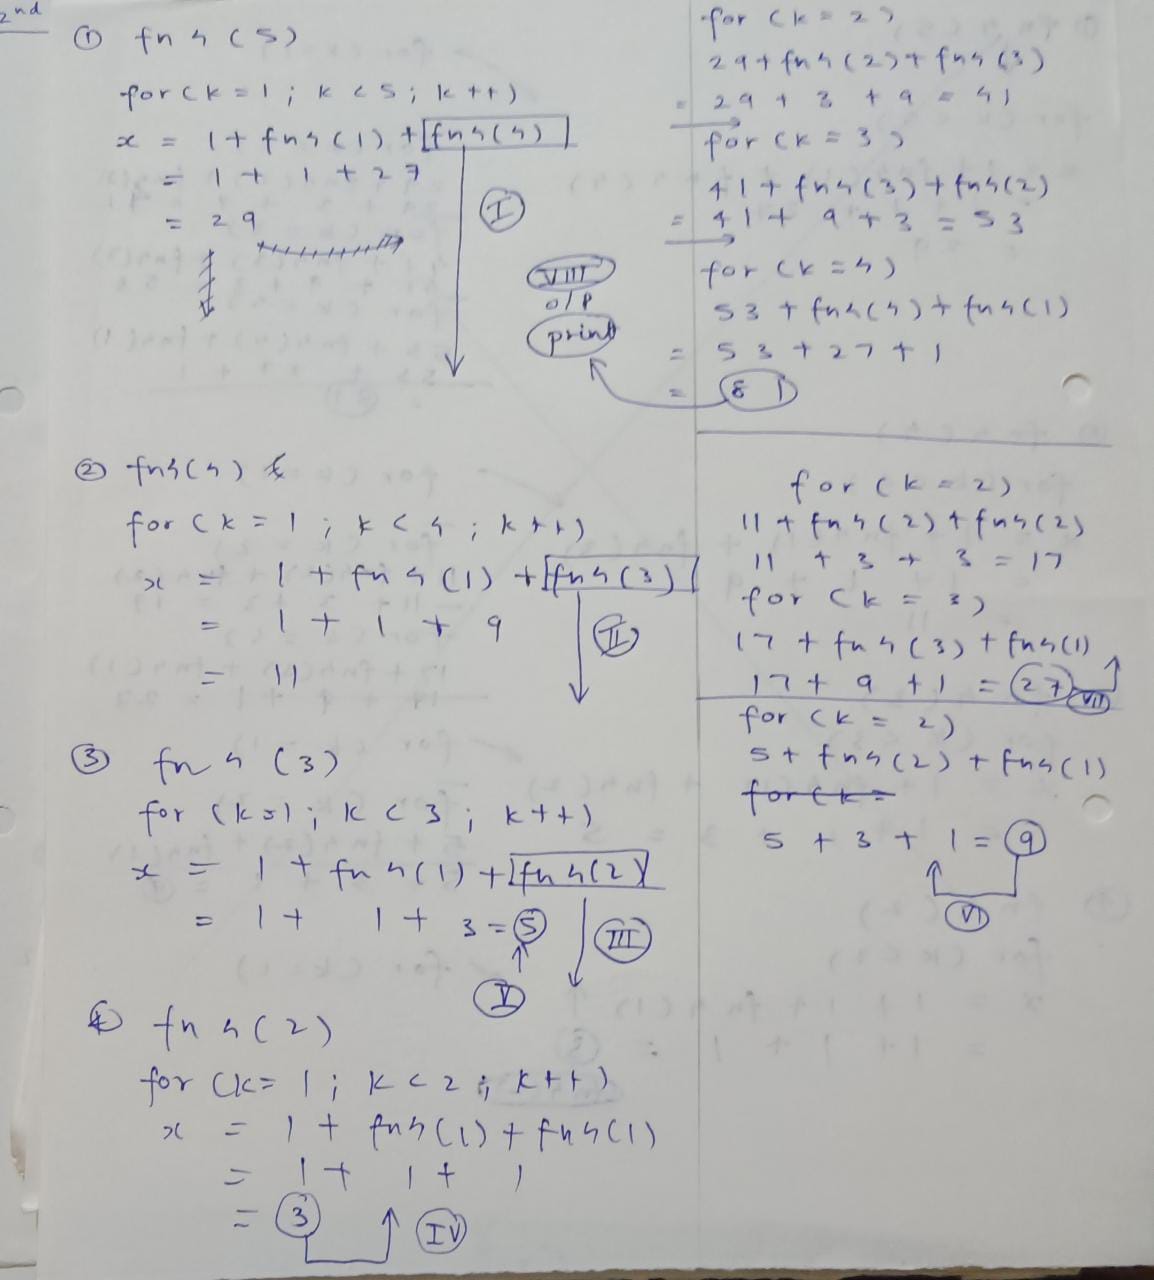 2nd
① fn4(5)
for(k=1; k<5; k++)
x = 1 + fn4(1) + fn4(4)
= 1 + 1 + 27
= 29
I
for(k=2)
29 + fn4(2) + fn4(3)
= 29 + 3 + 9 = 41
for(k=3)
41 + fn4(3) + fn4(2)
= 41 + 9 + 3 = 53
for(k=4)
53 + fn4(4) + fn4(1)
= 53 + 27 + 1
= 81
VIII
o/p
print
② fn4(4)
for(k=1; k<4; k++)
x = 1 + fn4(1) + fn4(3)
= 1 + 1 + 9
= 11
II
for(k=2)
11 + fn4(2) + fn4(2)
11 + 3 + 3 = 17
for(k=3)
17 + fn4(3) + fn4(1)
17 + 9 + 1 = 27
VII
③ fn4(3)
for(k=1; k<3; k++)
x = 1 + fn4(1) + fn4(2)
= 1 + 1 + 3 = 5
III
V
for(k=2)
5 + fn4(2) + fn4(1)
for(k=
5 + 3 + 1 = 9
VI
④ fn4(2)
for(k=1; k<2; k++)
x = 1 + fn4(1) + fn4(1)
= 1 + 1 + 1
= 3
IV